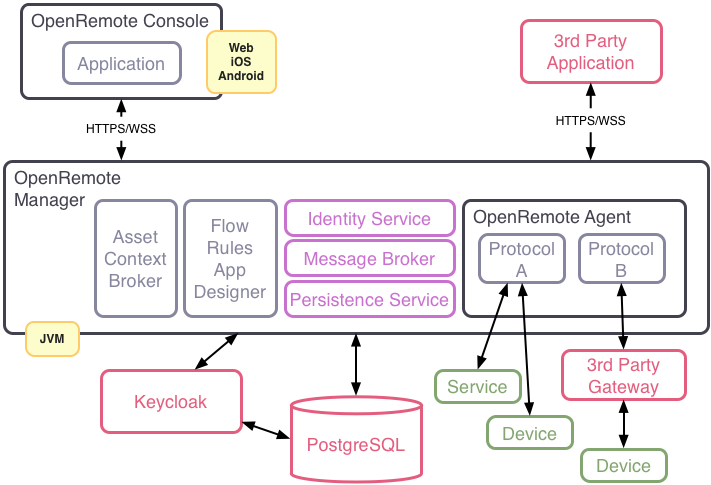 OpenRemote Console
Application
Web
iOS
Android
3rd Party
Application
HTTPS/WSS
HTTPS/WSS
OpenRemote
Manager
Asset
Context
Broker
Flow
Rules
App
Designer
Identity Service
Message Broker
Persistence Service
OpenRemote Agent
Protocol
A
Protocol
B
JVM
Keycloak
PostgreSQL
Service
Device
3rd Party
Gateway
Device